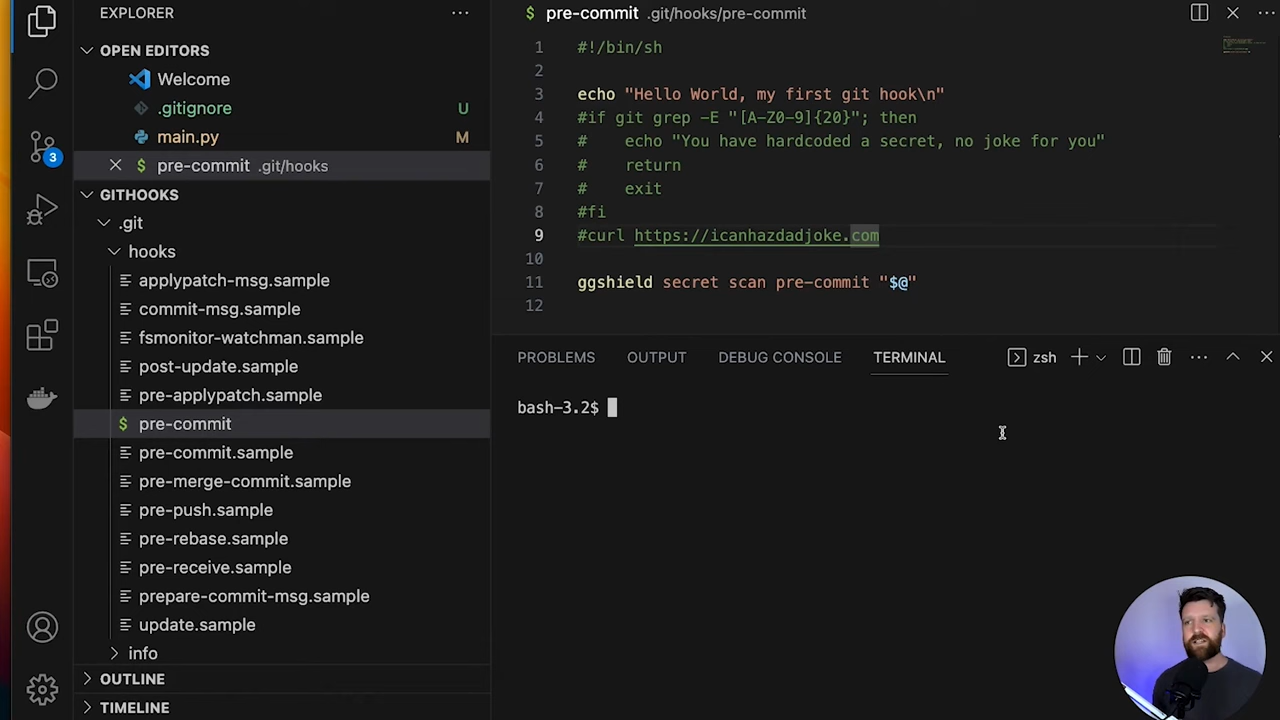 EXPLORER
OPEN EDITORS
Welcome
.gitignore U
main.py M
pre-commit .git/hooks
GITHOOKS
.git
hooks
applypatch-msg.sample
commit-msg.sample
fsmonitor-watchman.sample
post-update.sample
pre-applypatch.sample
$ pre-commit
pre-commit.sample
pre-merge-commit.sample
pre-push.sample
pre-rebase.sample
pre-receive.sample
prepare-commit-msg.sample
update.sample
info
OUTLINE
TIMELINE
3
$ pre-commit .git/hooks/pre-commit
1 #!/bin/sh
2
3 echo "Hello World, my first git hook\n"
4 #if git grep -E "[A-Z0-9]{20}"; then
5 #    echo "You have hardcoded a secret, no joke for you"
6 #    return
7 #    exit
8 #fi
9 #curl https://icanhazdadjoke.com
10
11 ggshield secret scan pre-commit "$@"
12
PROBLEMS OUTPUT DEBUG CONSOLE TERMINAL zsh
bash-3.2$